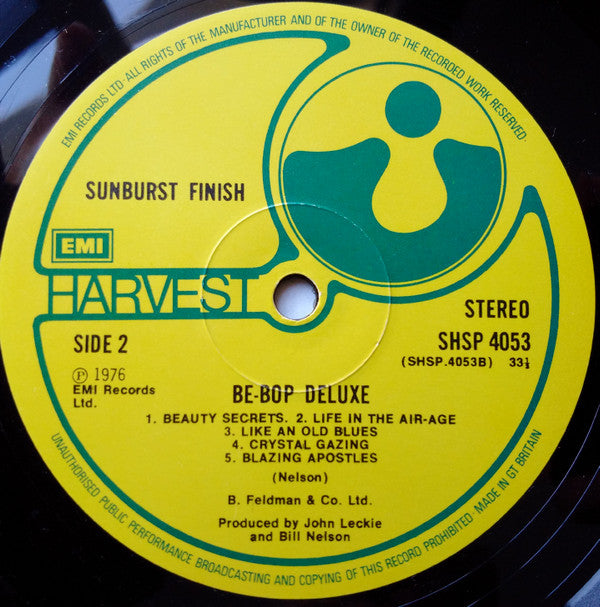 EMI RECORDS LTD· ALL RIGHTS OF THE MANUFACTURER AND OF THE OWNER OF THE RECORDED WORK RESERVED·
SUNBURST FINISH
EMI
HARVEST
STEREO
SIDE 2
SHSP 4053
(SHSP.4053B) 33⅓
Ⓟ 1976
EMI Records
Ltd.
BE-BOP DELUXE
1. BEAUTY SECRETS. 2. LIFE IN THE AIR-AGE
3. LIKE AN OLD BLUES
4. CRYSTAL GAZING
5. BLAZING APOSTLES
(Nelson)
B. Feldman & Co. Ltd.
Produced by John Leckie
and Bill Nelson
UNAUTHORISED PUBLIC PERFORMANCE BROADCASTING AND COPYING OF THIS RECORD PROHIBITED· MADE IN GT BRITAIN